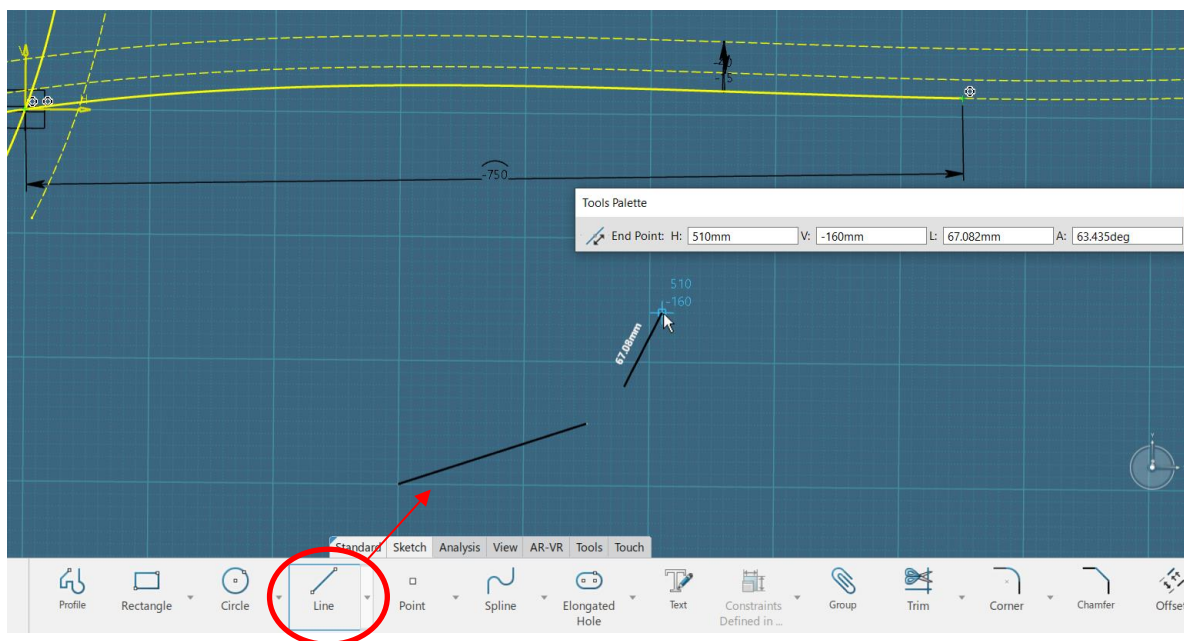 V
H
-40
-15
-750
Tools Palette
End Point: H: 510mm V: -160mm L: 67.082mm A: 63.435deg
510
-160
67.08mm
Standard Sketch Analysis View AR-VR Tools Touch
Profile Rectangle Circle Line Point Spline Elongated Hole Text Constraints Defined in ... Group Trim Corner Chamfer Offset